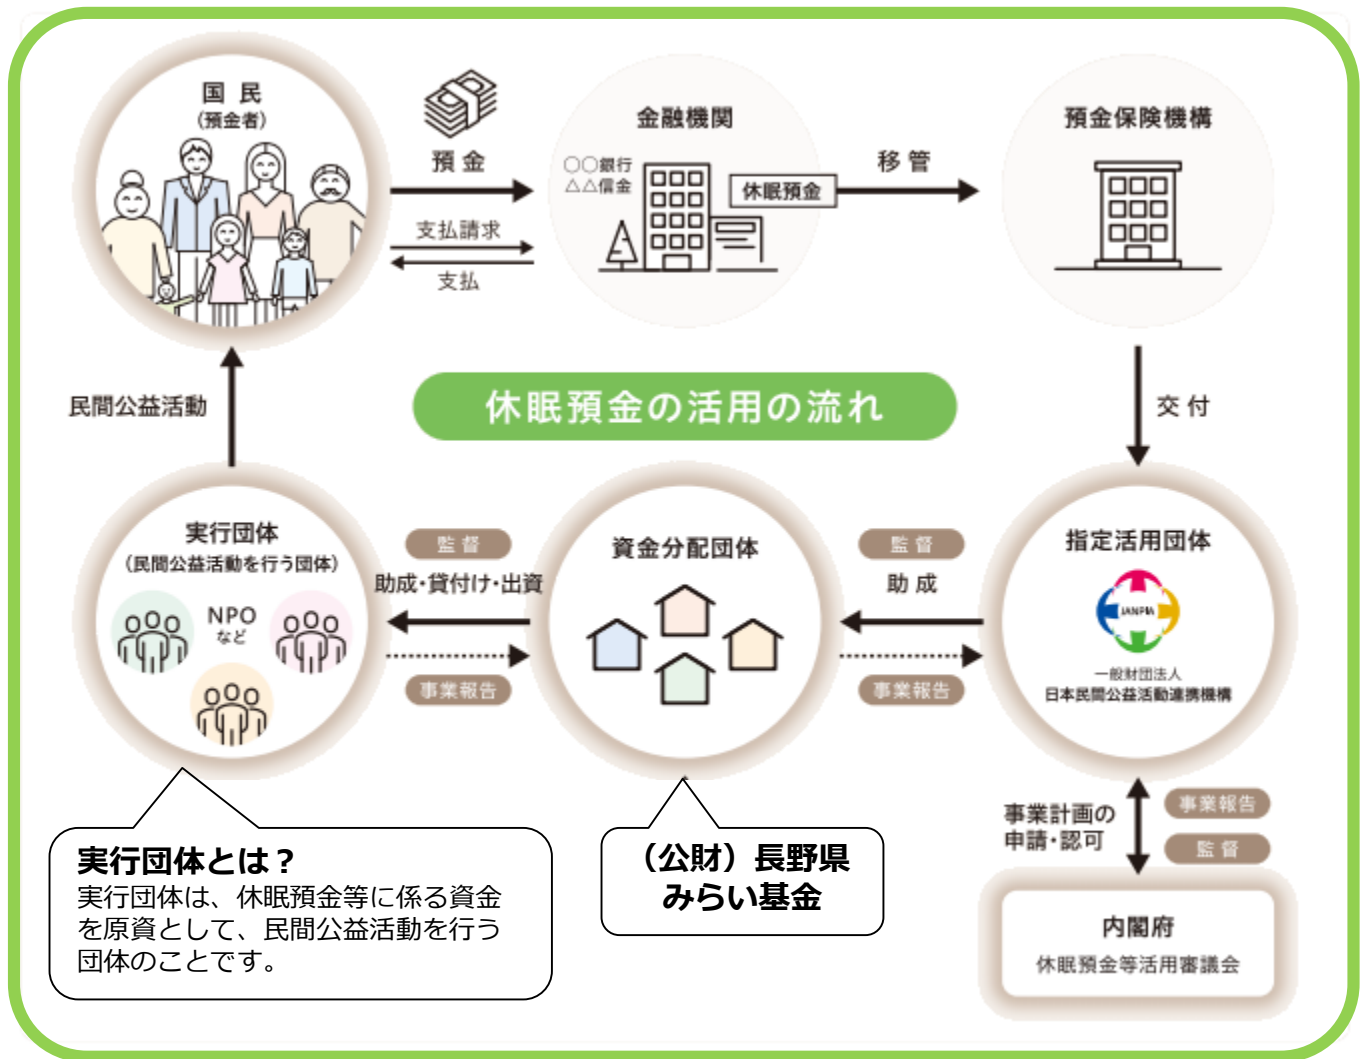 国民
(預金者)
預金
支払請求
支払
金融機関
○○銀行
△△信金
休眠預金
移管
預金保険機構
民間公益活動
休眠預金の活用の流れ
交付
実行団体
(民間公益活動を行う団体)
NPO
など
監督
助成・貸付け・出資
事業報告
資金分配団体
監督
助成
事業報告
指定活用団体
JANPIA
一般財団法人
日本民間公益活動連携機構
実行団体とは？
実行団体は、休眠預金等に係る資金
を原資として、民間公益活動を行う
団体のことです。
（公財）長野県
みらい基金
事業計画の
申請・認可
事業報告
監督
内閣府
休眠預金等活用審議会